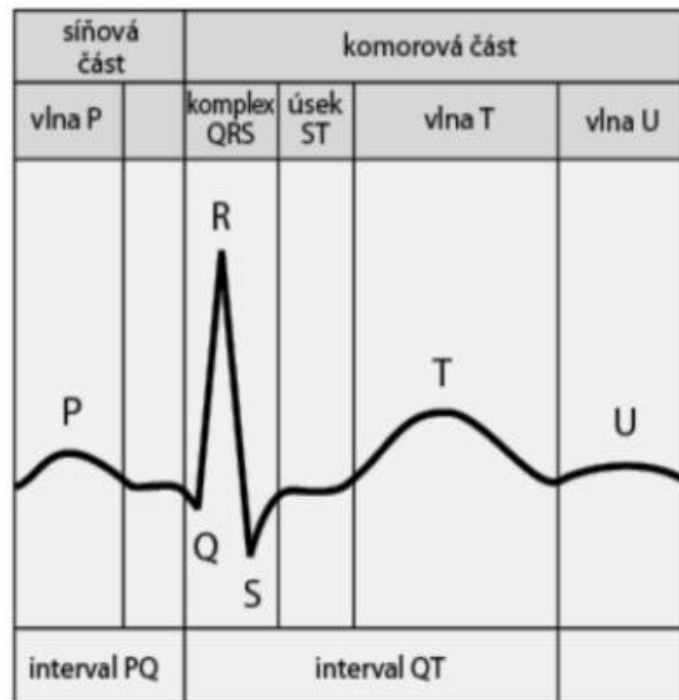 síňová
část
komorová část
vlna P
komplex
QRS
úsek
ST
vlna T
vlna U
R
P
T
U
Q
S
interval PQ
interval QT